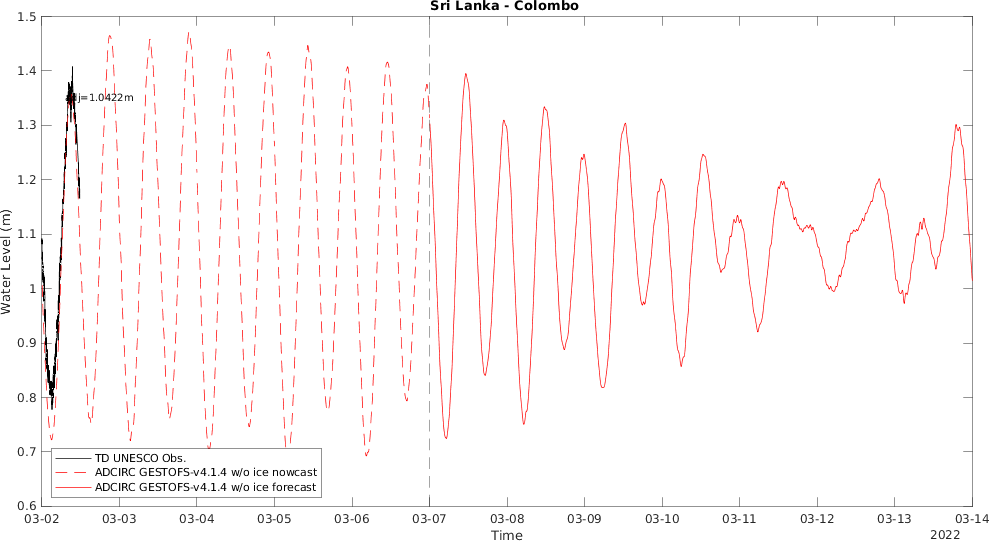 Sri Lanka - Colombo
1.5
1.4
1.3
1.2
1.1
1
0.9
0.8
0.7
0.6
Water Level (m)
j=1.0422m
TD UNESCO Obs.
ADCIRC GESTOFS-v4.1.4 w/o ice nowcast
ADCIRC GESTOFS-v4.1.4 w/o ice forecast
03-02 03-03 03-04 03-05 03-06 03-07 03-08 03-09 03-10 03-11 03-12 03-13 03-14
Time
2022